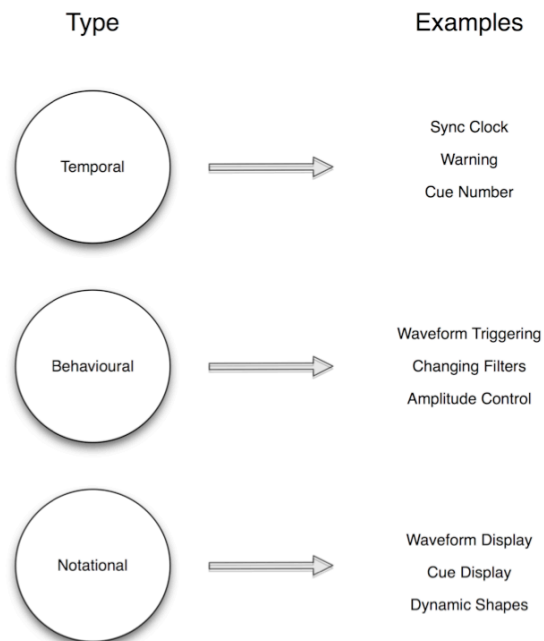 Type
Examples
Temporal
Sync Clock
Warning
Cue Number
Behavioural
Waveform Triggering
Changing Filters
Amplitude Control
Notational
Waveform Display
Cue Display
Dynamic Shapes